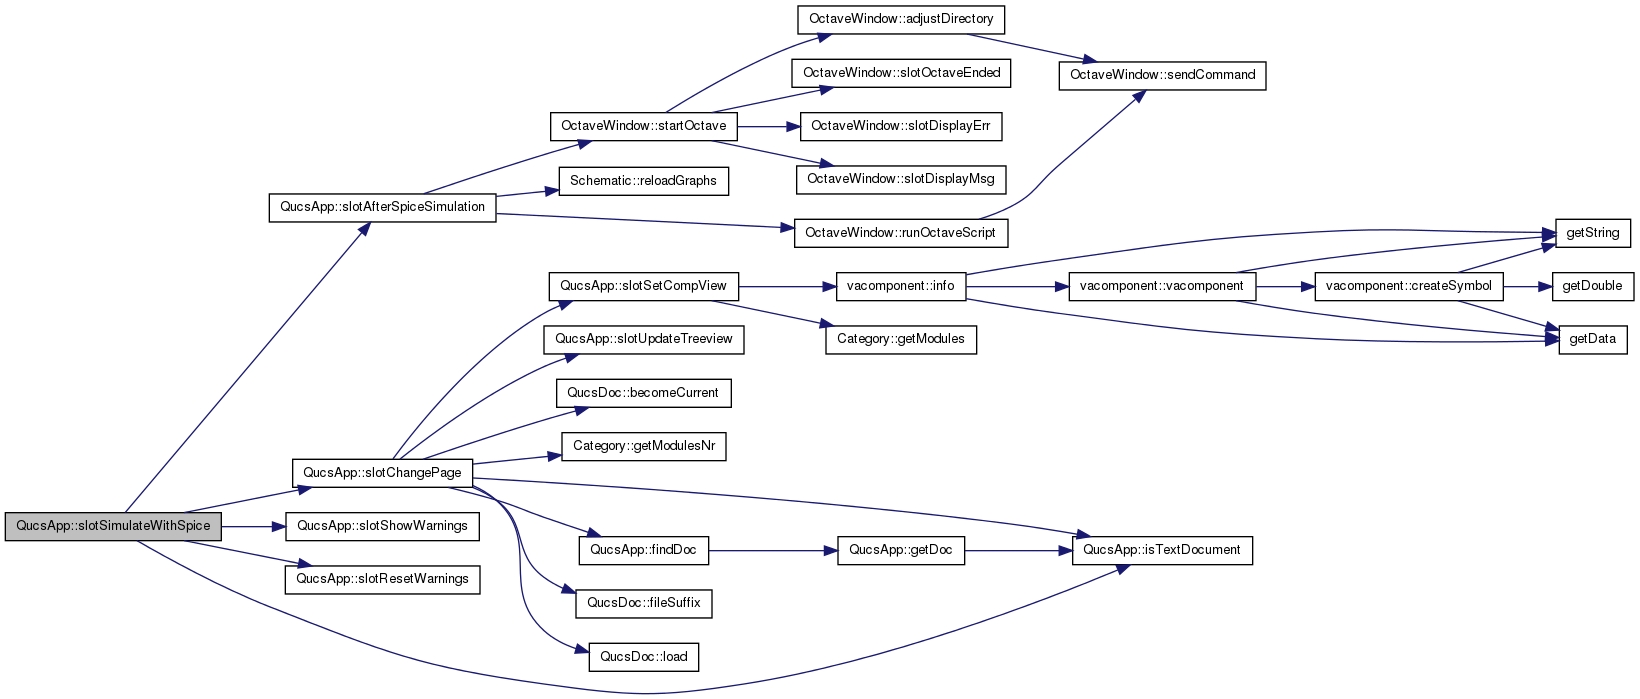 OctaveWindow::adjustDirectory
OctaveWindow::sendCommand
OctaveWindow::slotOctaveEnded
OctaveWindow::startOctave
OctaveWindow::slotDisplayErr
Schematic::reloadGraphs
OctaveWindow::slotDisplayMsg
QucsApp::slotAfterSpiceSimulation
OctaveWindow::runOctaveScript
getString
QucsApp::slotSetCompView
vacomponent::info
vacomponent::vacomponent
vacomponent::createSymbol
getDouble
QucsApp::slotUpdateTreeview
Category::getModules
getData
QucsDoc::becomeCurrent
Category::getModulesNr
QucsApp::slotChangePage
QucsApp::slotSimulateWithSpice
QucsApp::slotShowWarnings
QucsApp::findDoc
QucsApp::getDoc
QucsApp::isTextDocument
QucsApp::slotResetWarnings
QucsDoc::fileSuffix
QucsDoc::load